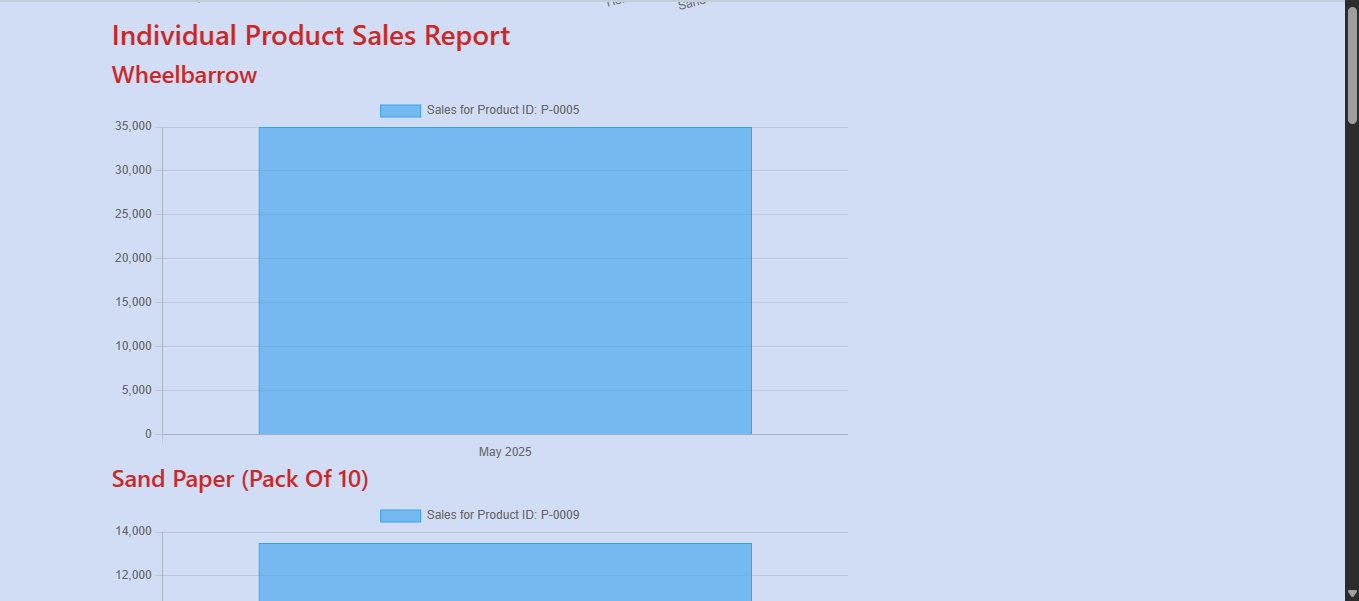 Individual Product Sales Report
Wheelbarrow
Sales for Product ID: P-0005
35,000
30,000
25,000
20,000
15,000
10,000
5,000
0
May 2025
Sand Paper (Pack Of 10)
Sales for Product ID: P-0009
14,000
12,000